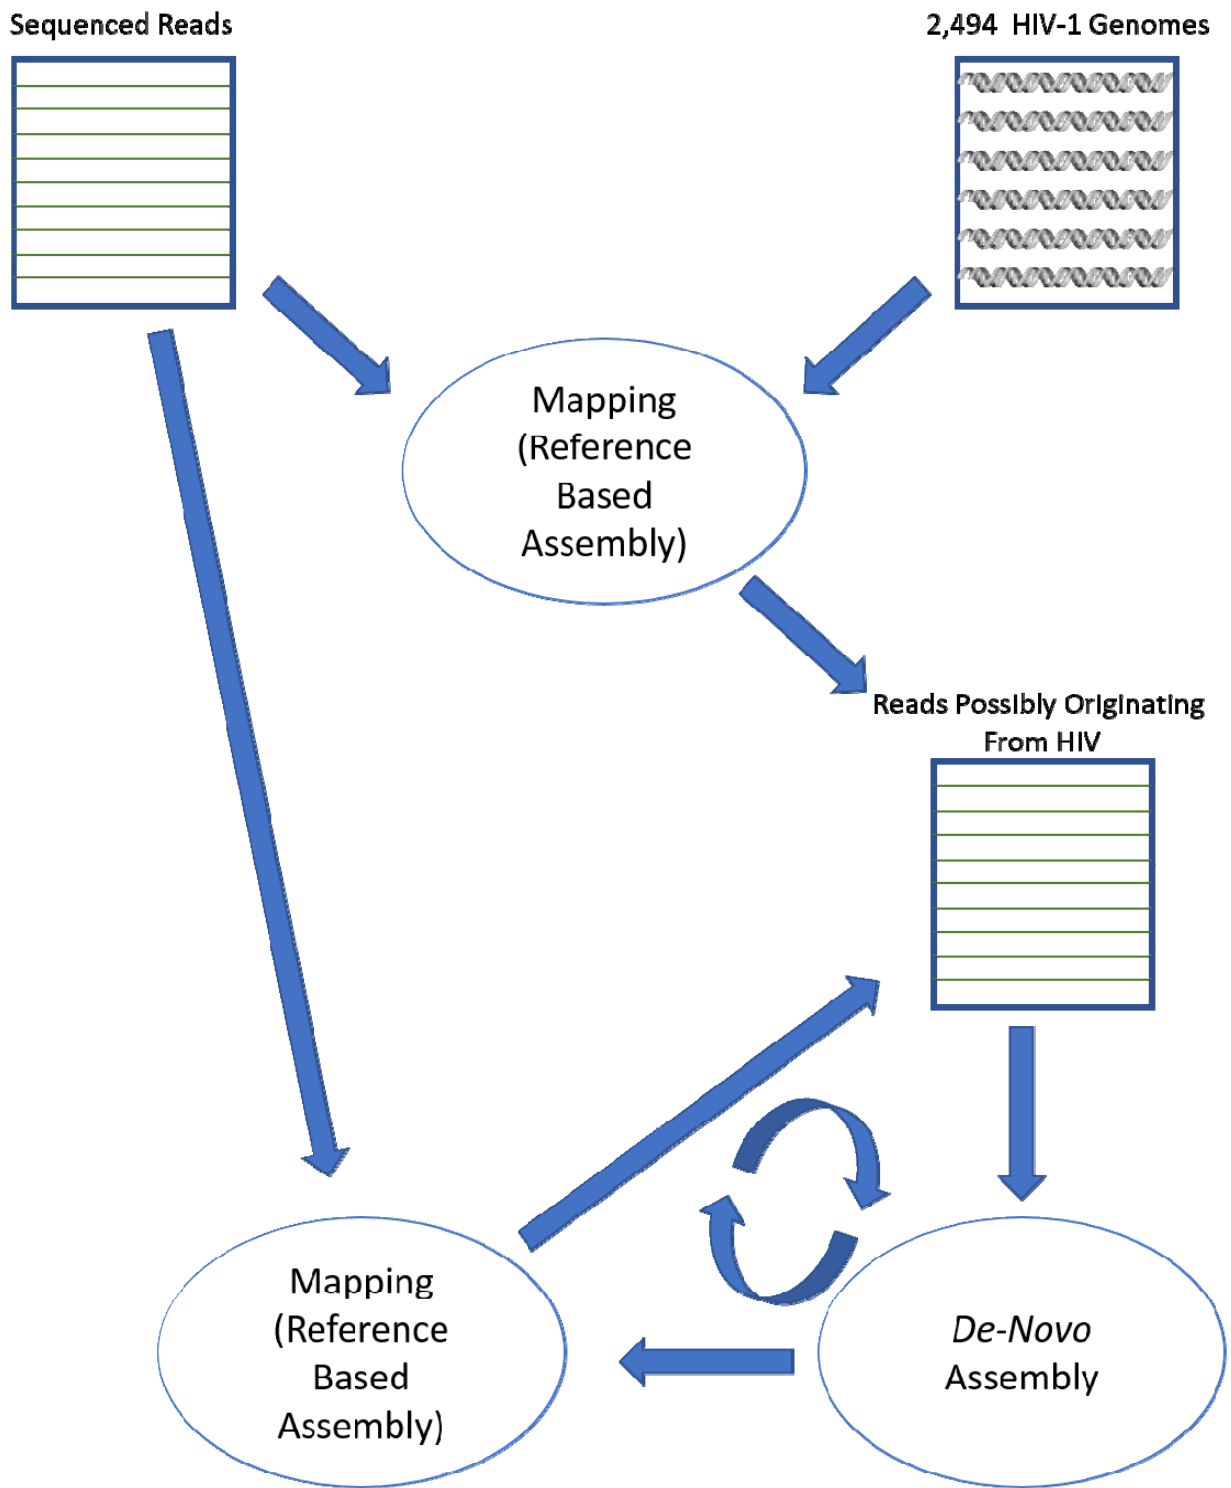 Sequenced Reads
2,494 HIV-1 Genomes
Mapping
(Reference
Based
Assembly)
Reads Possibly Originating
From HIV
Mapping
(Reference
Based
Assembly)
De-Novo
Assembly